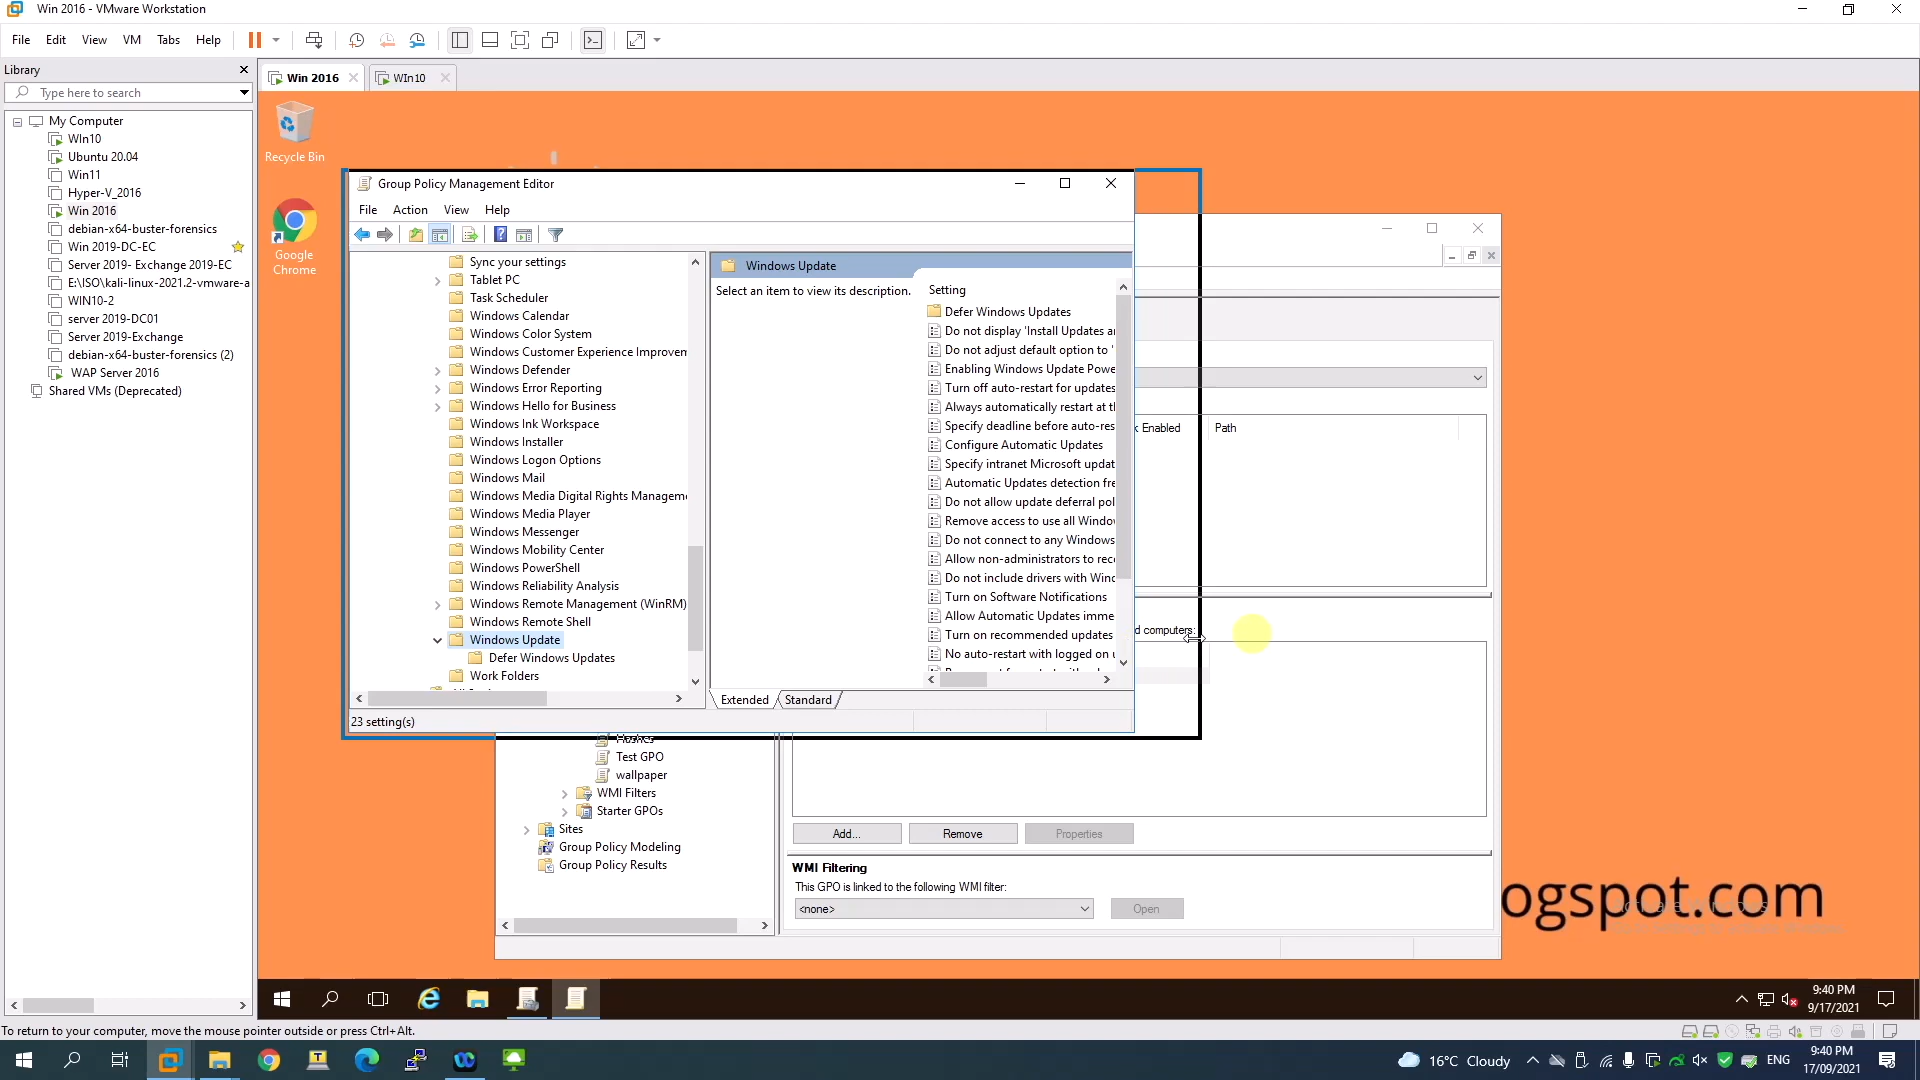 Win 2016 - VMware Workstation
File Edit View VM Tabs Help
Library
Type here to search
My Computer
WIn10
Ubuntu 20.04
Win11
Hyper-V_2016
Win 2016
debian-x64-buster-forensics
Win 2019-DC-EC
Server 2019- Exchange 2019-EC
E:\ISO\kali-linux-2021.2-vmware-a
WIN10-2
server 2019-DC01
Server 2019-Exchange
debian-x64-buster-forensics (2)
WAP Server 2016
Shared VMs (Deprecated)
Win 2016
WIn10
Recycle Bin
Google
Chrome
Group Policy Management Editor
File Action View Help
Sync your settings
Tablet PC
Task Scheduler
Windows Calendar
Windows Color System
Windows Customer Experience Improvem
Windows Defender
Windows Error Reporting
Windows Hello for Business
Windows Ink Workspace
Windows Installer
Windows Logon Options
Windows Mail
Windows Media Digital Rights Manageme
Windows Media Player
Windows Messenger
Windows Mobility Center
Windows PowerShell
Windows Reliability Analysis
Windows Remote Management (WinRM)
Windows Remote Shell
Windows Update
Defer Windows Updates
Work Folders
Windows Update
Select an item to view its description.
Setting
Defer Windows Updates
Do not display 'Install Updates a
Do not adjust default option to '
Enabling Windows Update Powe
Turn off auto-restart for updates
Always automatically restart at th
Specify deadline before auto-res
Configure Automatic Updates
Specify intranet Microsoft updat
Automatic Updates detection fre
Do not allow update deferral pol
Remove access to use all Windo
Do not connect to any Windows
Allow non-administrators to rece
Do not include drivers with Wind
Turn on Software Notifications
Allow Automatic Updates imme
Turn on recommended updates
No auto-restart with logged on u
Extended Standard
23 setting(s)
k Enabled Path
d computers:
Hashes
Test GPO
wallpaper
WMI Filters
Starter GPOs
Sites
Group Policy Modeling
Group Policy Results
Add... Remove Properties
WMI Filtering
This GPO is linked to the following WMI filter:
<none> Open
ogspot.com
9:40 PM
9/17/2021
To return to your computer, move the mouse pointer outside or press Ctrl+Alt.
16°C Cloudy
ENG
9:40 PM
17/09/2021